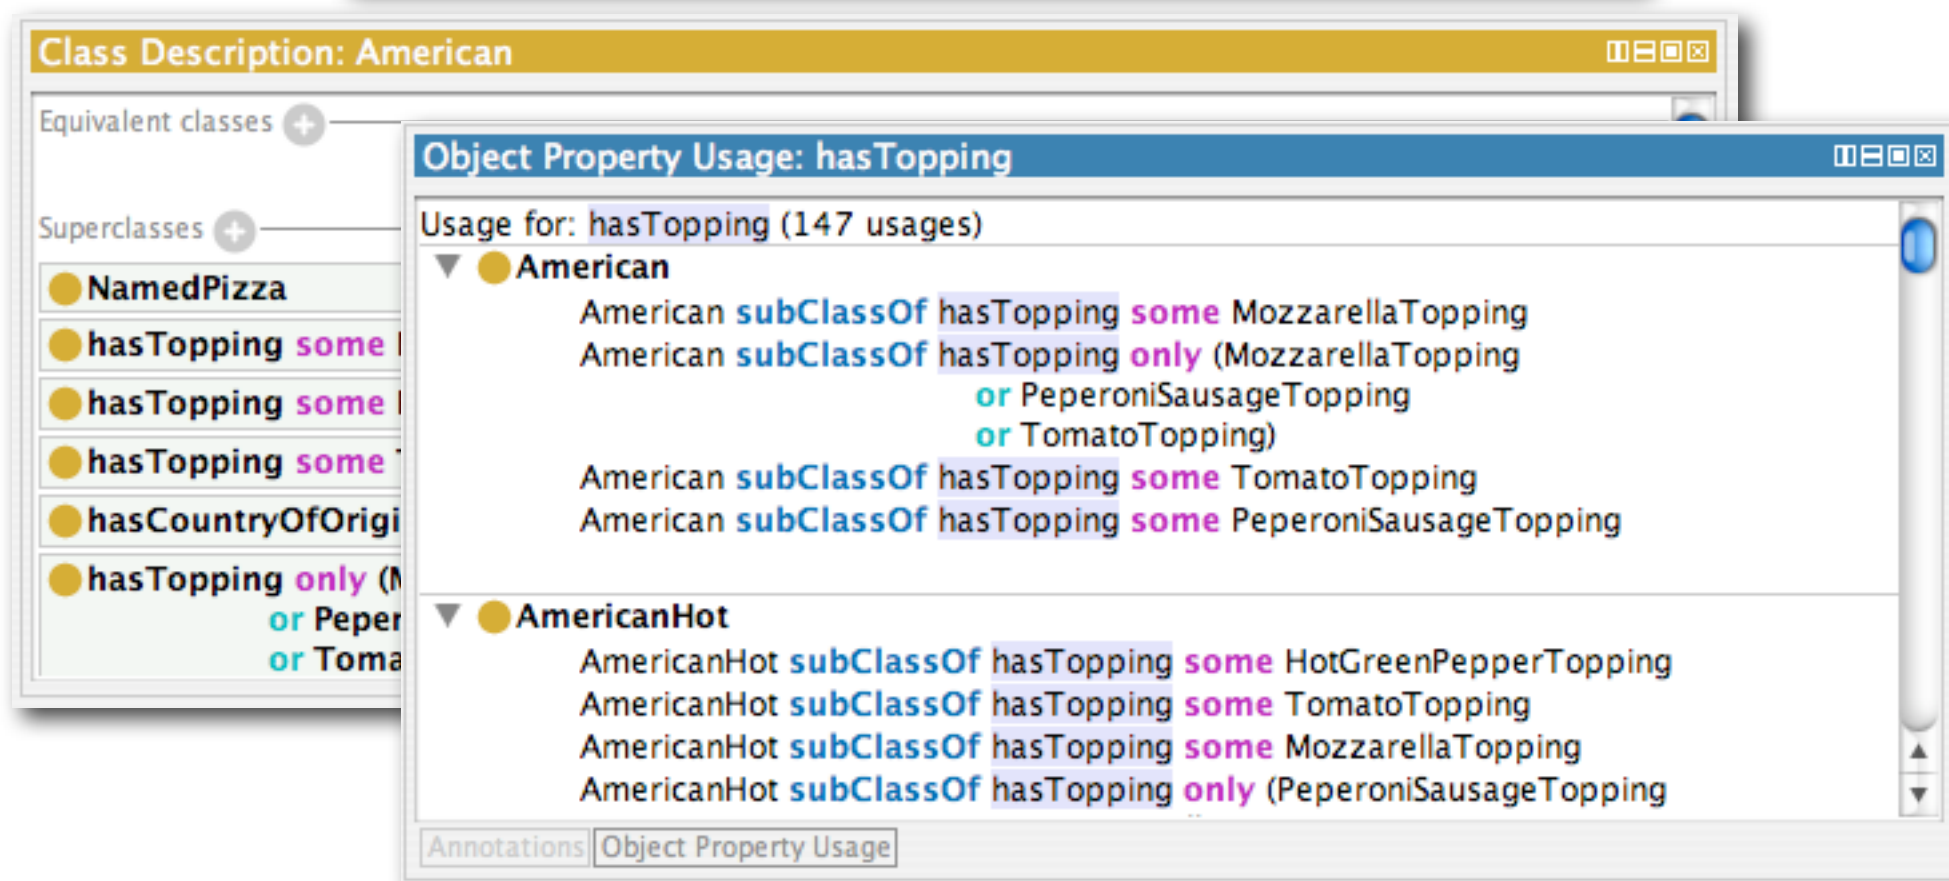 Class Description: American
Equivalent classes
Superclasses
NamedPizza
hasTopping some
hasTopping some
hasTopping some
hasCountryOfOrigi
hasTopping only (M
or Peper
or Toma
Object Property Usage: hasTopping
Usage for: hasTopping (147 usages)
American
American subClassOf hasTopping some MozzarellaTopping
American subClassOf hasTopping only (MozzarellaTopping
or PeperoniSausageTopping
or TomatoTopping)
American subClassOf hasTopping some TomatoTopping
American subClassOf hasTopping some PeperoniSausageTopping
AmericanHot
AmericanHot subClassOf hasTopping some HotGreenPepperTopping
AmericanHot subClassOf hasTopping some TomatoTopping
AmericanHot subClassOf hasTopping some MozzarellaTopping
AmericanHot subClassOf hasTopping only (PeperoniSausageTopping
Annotations Object Property Usage